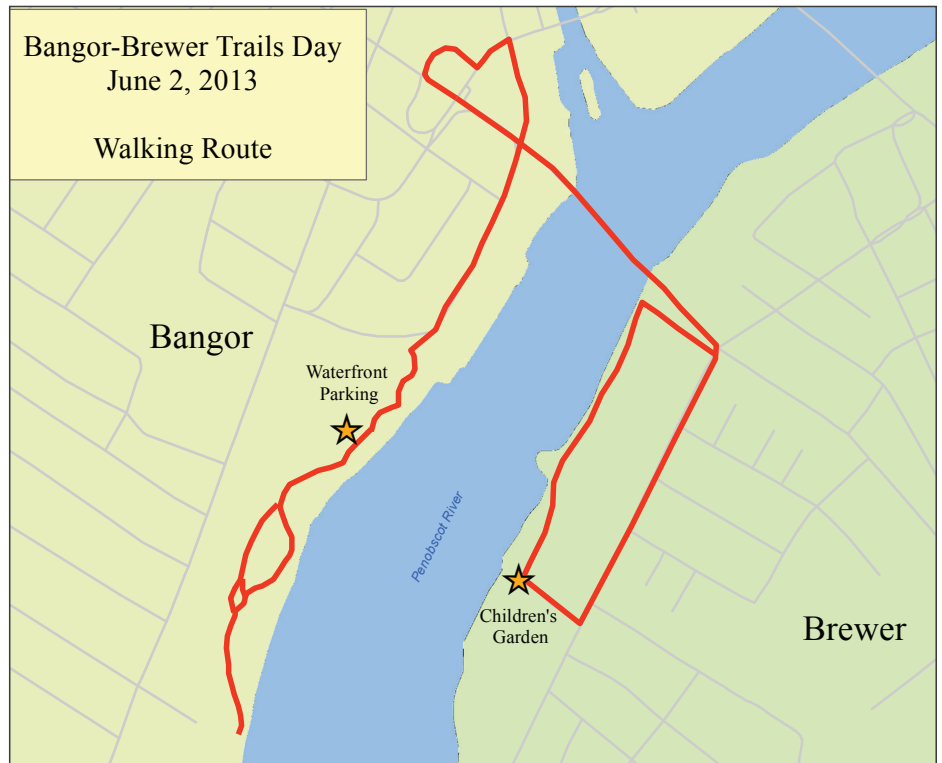 Bangor-Brewer Trails Day
June 2, 2013
Walking Route
Bangor
Waterfront
Parking
Penobscot River
Children's
Garden
Brewer